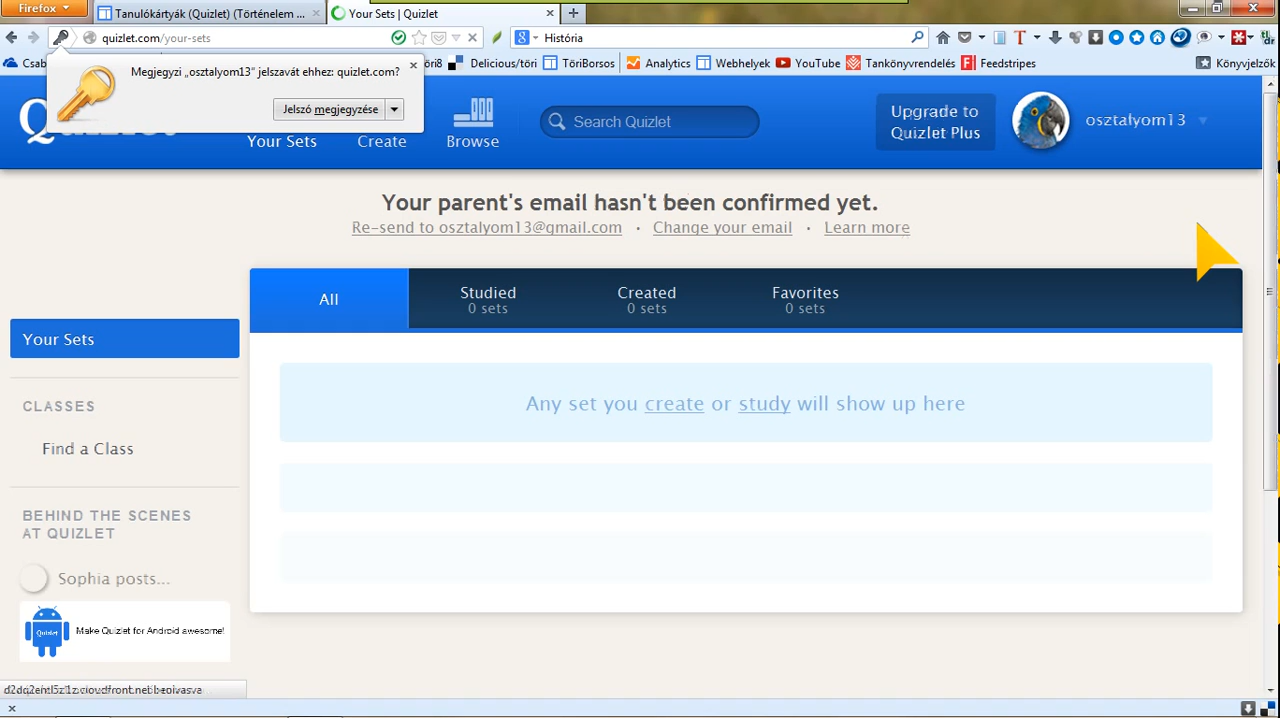 Firefox
Tanulókártyák (Quizlet) (Történelem ...
Your Sets | Quizlet
quizlet.com/your-sets
História
Delicious/töri
TöriBorsos
Analytics
Webhelyek
YouTube
Tankönyvrendelés
Feedstripes
Könyvjelzők
Megjegyzi „osztalyom13” jelszavát ehhez: quizlet.com?
Jelszó megjegyzése
Your Sets
Create
Browse
Search Quizlet
Upgrade to
Quizlet Plus
osztalyom13
Your parent's email hasn't been confirmed yet.
Re-send to osztalyom13@gmail.com · Change your email · Learn more
All
Studied
0 sets
Created
0 sets
Favorites
0 sets
Your Sets
Any set you create or study will show up here
CLASSES
Find a Class
BEHIND THE SCENES
AT QUIZLET
Sophia posts...
Quizlet
Make Quizlet for Android awesome!